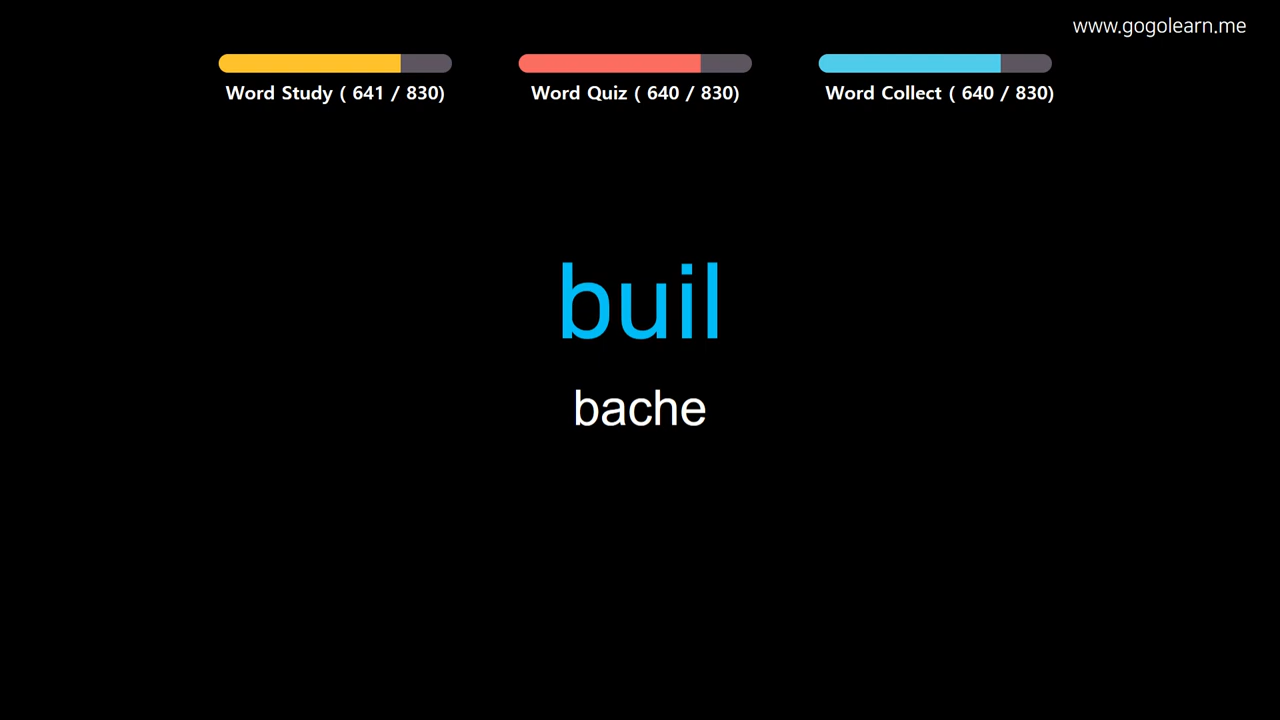 www.gogolearn.me
Word Study ( 641 / 830)
Word Quiz ( 640 / 830)
Word Collect ( 640 / 830)
buil
bache